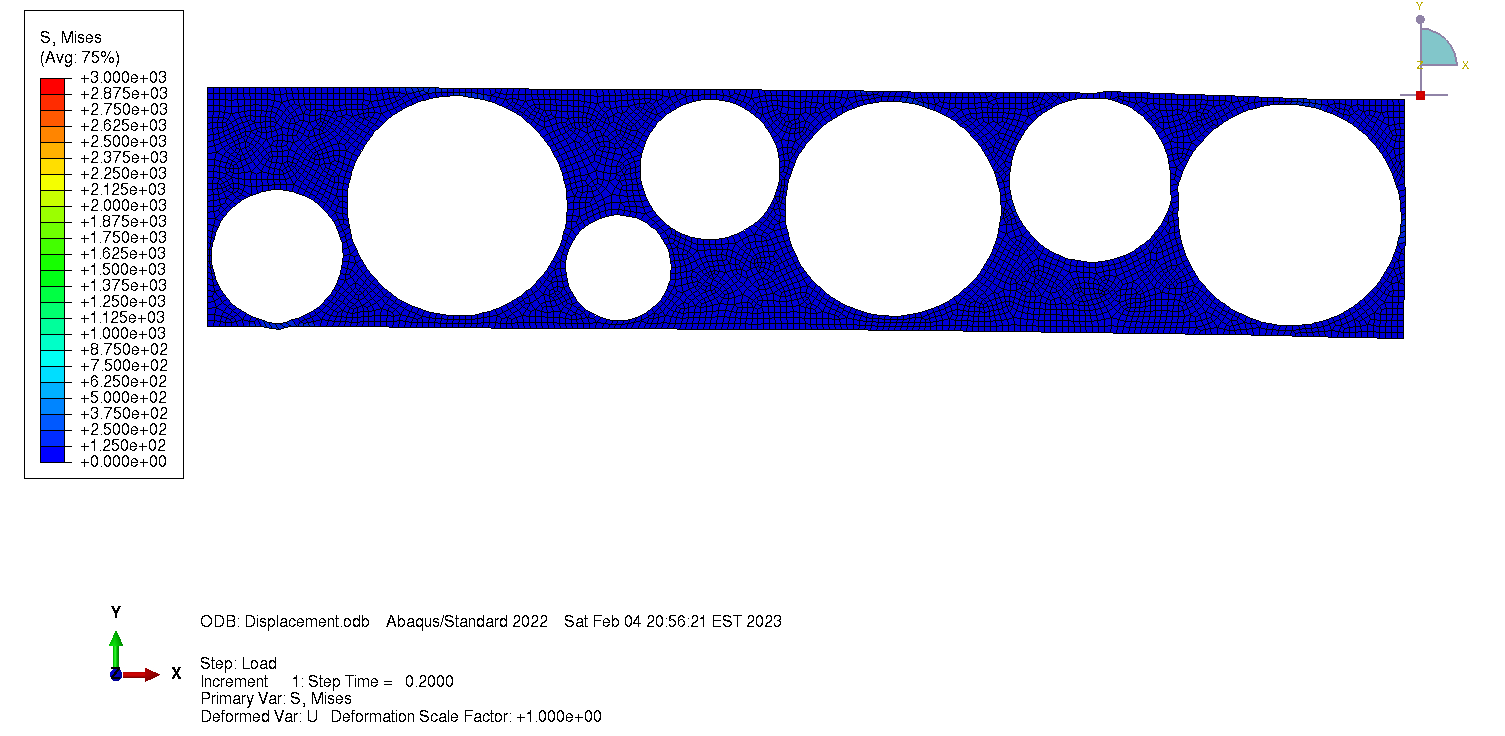 S, Mises
(Avg: 75%)
+3.000e+03
+2.875e+03
+2.750e+03
+2.625e+03
+2.500e+03
+2.375e+03
+2.250e+03
+2.125e+03
+2.000e+03
+1.875e+03
+1.750e+03
+1.625e+03
+1.500e+03
+1.375e+03
+1.250e+03
+1.125e+03
+1.000e+03
+8.750e+02
+7.500e+02
+6.250e+02
+5.000e+02
+3.750e+02
+2.500e+02
+1.250e+02
+0.000e+00
Y
Z X
Y
Z X
ODB: Displacement.odb Abaqus/Standard 2022 Sat Feb 04 20:56:21 EST 2023
Step: Load
Increment 1: Step Time = 0.2000
Primary Var: S, Mises
Deformed Var: U Deformation Scale Factor: +1.000e+00